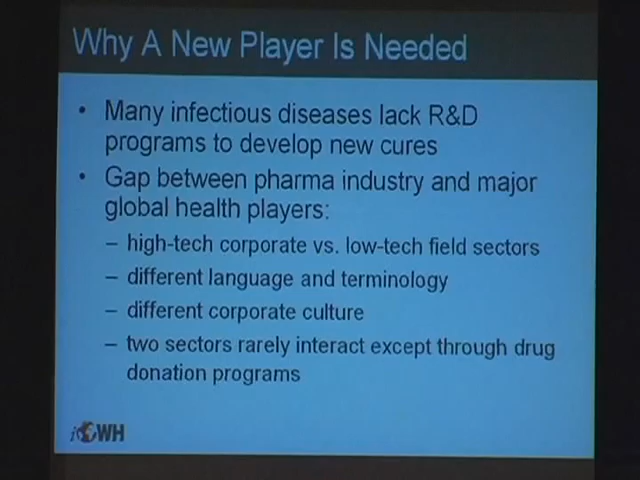 Why A New Player Is Needed
• Many infectious diseases lack R&D
programs to develop new cures
• Gap between pharma industry and major
global health players:
– high-tech corporate vs. low-tech field sectors
– different language and terminology
– different corporate culture
– two sectors rarely interact except through drug
donation programs
iOWH